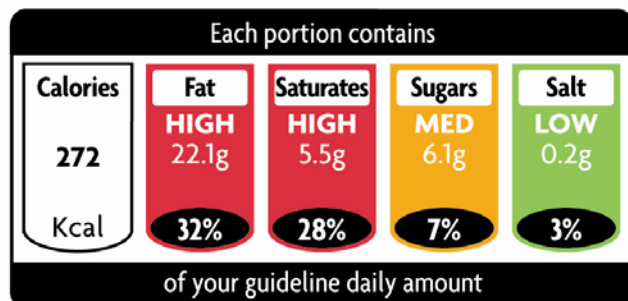 Each portion contains
Calories Fat Saturates Sugars Salt
HIGH HIGH MED LOW
272 22.1g 5.5g 6.1g 0.2g
Kcal 32% 28% 7% 3%
of your guideline daily amount